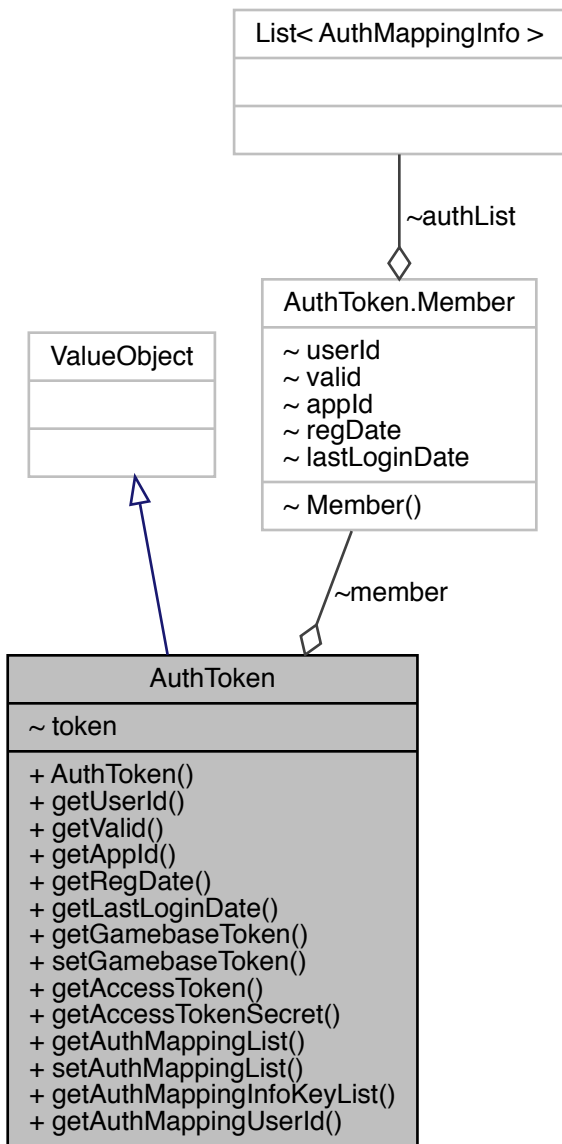 List< AuthMappingInfo >
~authList
AuthToken.Member
~ userId
~ valid
~ appId
~ regDate
~ lastLoginDate
~ Member()
ValueObject
~member
AuthToken
~ token
+ AuthToken()
+ getUserId()
+ getValid()
+ getAppId()
+ getRegDate()
+ getLastLoginDate()
+ getGamebaseToken()
+ setGamebaseToken()
+ getAccessToken()
+ getAccessTokenSecret()
+ getAuthMappingList()
+ setAuthMappingList()
+ getAuthMappingInfoKeyList()
+ getAuthMappingUserId()